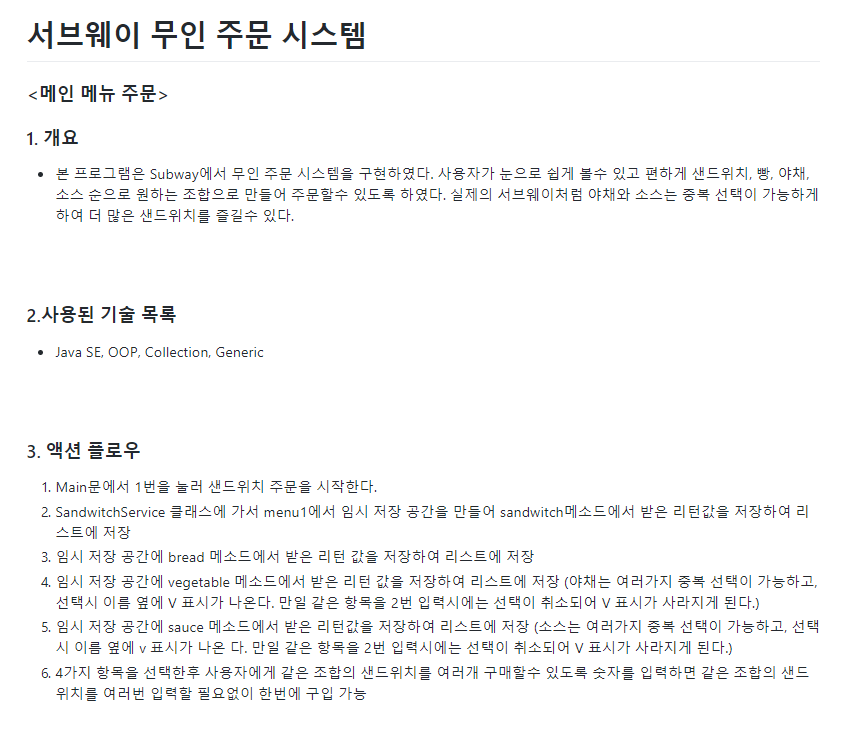 서브웨이 무인 주문 시스템
<메인 메뉴 주문>
1. 개요
본 프로그램은 Subway에서 무인 주문 시스템을 구현하였다. 사용자가 눈으로 쉽게 볼수 있고 편하게 샌드위치, 빵, 야채,
소스 순으로 원하는 조합으로 만들어 주문할수 있도록 하였다. 실제의 서브웨이처럼 야채와 소스는 중복 선택이 가능하게
하여 더 많은 샌드위치를 즐길수 있다.
2.사용된 기술 목록
Java SE, OOP, Collection, Generic
3. 액션 플로우
1. Main문에서 1번을 눌러 샌드위치 주문을 시작한다.
2. SandwitchService 클래스에 가서 menu1에서 임시 저장 공간을 만들어 sandwitch메소드에서 받은 리턴값을 저장하여 리
스트에 저장
3. 임시 저장 공간에 bread 메소드에서 받은 리턴 값을 저장하여 리스트에 저장
4. 임시 저장 공간에 vegetable 메소드에서 받은 리턴 값을 저장하여 리스트에 저장 (야채는 여러가지 중복 선택이 가능하고,
선택시 이름 옆에 V 표시가 나온다. 만일 같은 항목을 2번 입력시에는 선택이 취소되어 V 표시가 사라지게 된다.)
5. 임시 저장 공간에 sauce 메소드에서 받은 리턴값을 저장하여 리스트에 저장 (소스는 여러가지 중복 선택이 가능하고, 선택
시 이름 옆에 v 표시가 나온 다. 만일 같은 항목을 2번 입력시에는 선택이 취소되어 V 표시가 사라지게 된다.)
6. 4가지 항목을 선택한후 사용자에게 같은 조합의 샌드위치를 여러개 구매할수 있도록 숫자를 입력하면 같은 조합의 샌드
위치를 여러번 입력할 필요없이 한번에 구입 가능